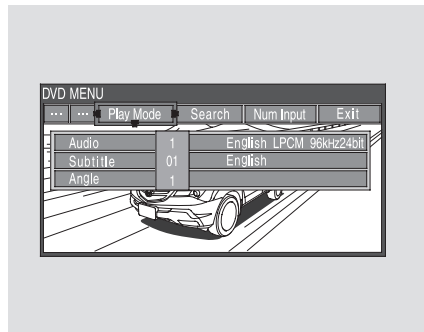 DVD MENU
... ... Play Mode Search Num Input Exit
Audio 1 English LPCM 96kHz24bit
Subtitle 01 English
Angle 1